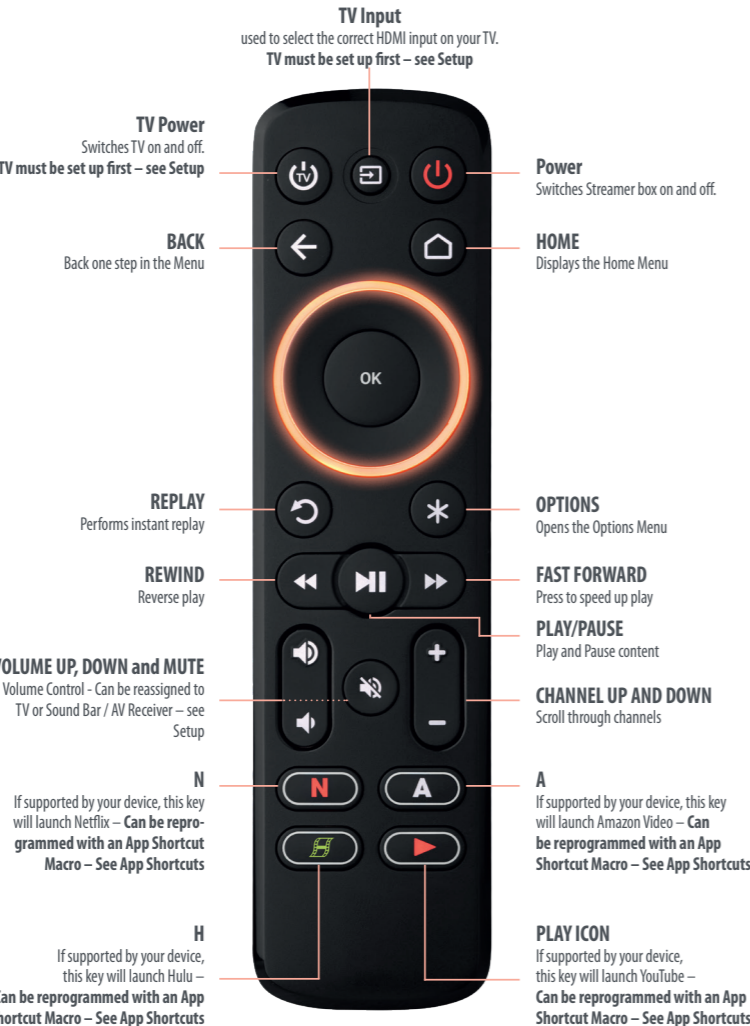 TV Input
used to select the correct HDMI input on your TV.
TV must be set up first – see Setup
TV Power
Switches TV on and off.
TV must be set up first – see Setup
TV
Power
Switches Streamer box on and off.
BACK
Back one step in the Menu
HOME
Displays the Home Menu
OK
REPLAY
Performs instant replay
OPTIONS
Opens the Options Menu
REWIND
Reverse play
FAST FORWARD
Press to speed up play
PLAY/PAUSE
Play and Pause content
VOLUME UP, DOWN and MUTE
Volume Control - Can be reassigned to
TV or Sound Bar / AV Receiver – see
Setup
CHANNEL UP AND DOWN
Scroll through channels
N
If supported by your device, this key
will launch Netflix – Can be repro-
grammed with an App Shortcut
Macro – See App Shortcuts
N
A
A
If supported by your device, this key
will launch Amazon Video – Can
be reprogrammed with an App
Shortcut Macro – See App Shortcuts
H
H
If supported by your device,
this key will launch Hulu –
Can be reprogrammed with an App
Shortcut Macro – See App Shortcuts
PLAY ICON
If supported by your device,
this key will launch YouTube –
Can be reprogrammed with an App
Shortcut Macro – See App Shortcuts